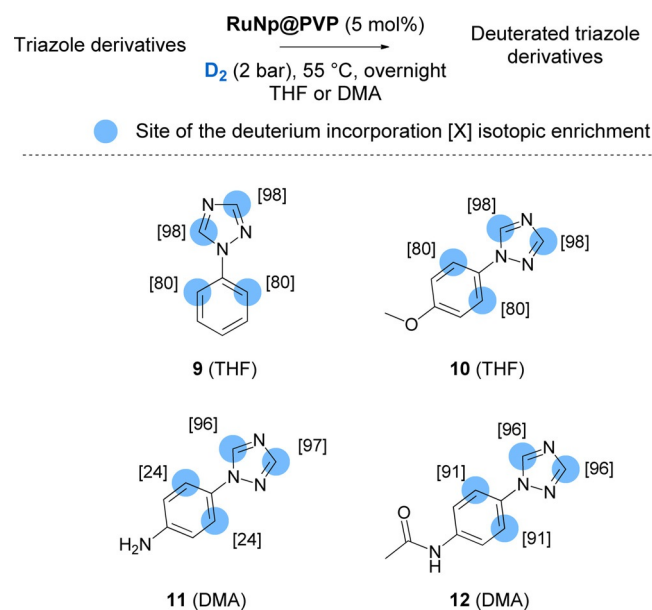 Triazole derivatives
RuNp@PVP (5 mol%)
D₂ (2 bar), 55 °C, overnight
THF or DMA
Deuterated triazole
derivatives
Site of the deuterium incorporation [X] isotopic enrichment
N [98]
[98] N
N
[80] [80]
9 (THF)
[98] N
[80] N N [98]
O [80]
10 (THF)
[96] N [97]
[24] N N
H₂N [24]
11 (DMA)
[96] N
[91] N N [96]
O
N
H [91]
12 (DMA)